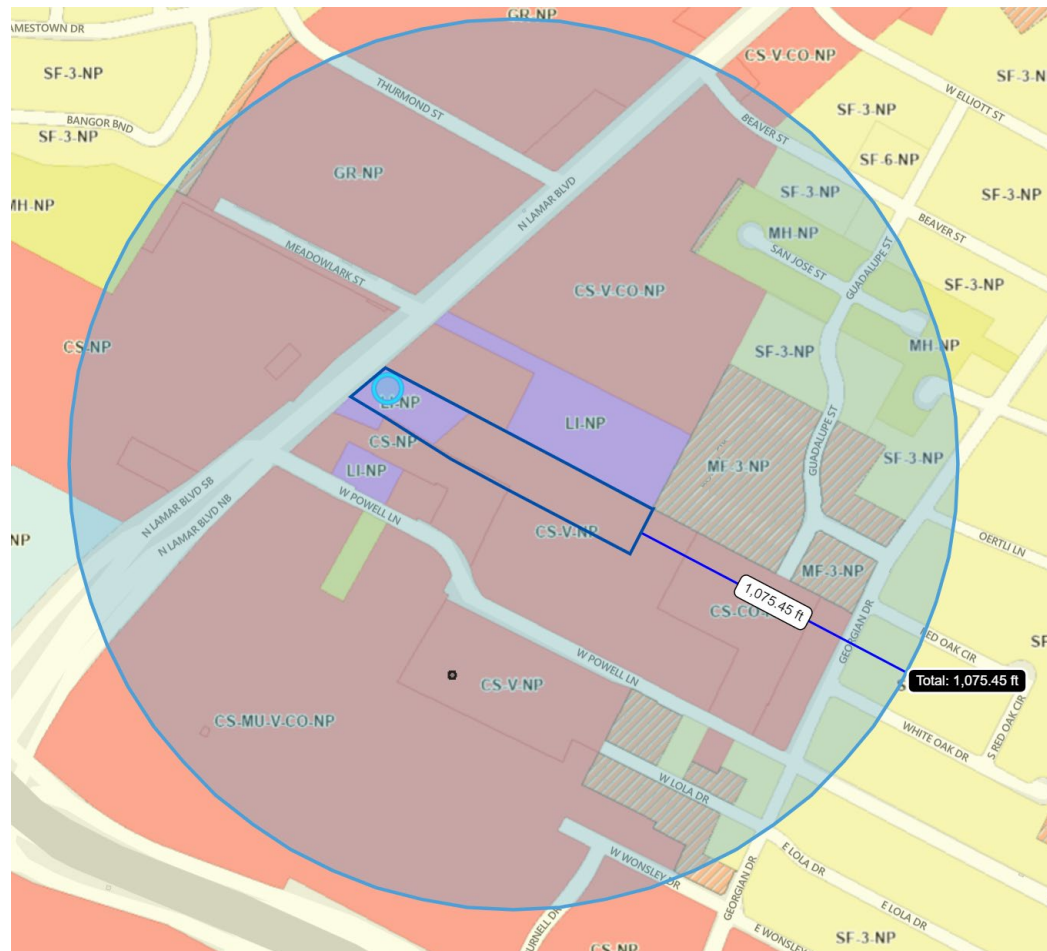 GR-NP
AMESTOWN DR
SF-3-NP
CS-V-CO-NP
SF-3-N
THURMOND ST
W ELLIOTT ST
SF-3-NP
BANGOR BND
SF-3-NP
BEAVER ST
SF-6-NP
GR-NP
N LAMAR BLVD
SF-3-NP
SF-3-NP
MH-NP
BEAVER ST
MH-NP
SAN JOSE ST
GUADALUPE ST
MEADOWLARK ST
CS-V-CO-NP
SF-3-NP
CS-NP
SF-3-NP
MH-NP
LI-NP
LI-NP
CS-NP
GUADALUPE ST
LI-NP
MF-3-NP
SF-3-NP
N LAMAR BLVD SB
W POWELL LN
N LAMAR BLVD NB
NP
CS-V-NP
OERTLI LN
MF-3-NP
1,075.45 ft
CS-CO-
GEORGIAN DR
RED OAK CIR
SF
Total: 1,075.45 ft
S
W POWELL LN
CS-V-NP
S RED OAK CIR
CS-MU-V-CO-NP
WHITE OAK DR
W LOLA DR
W WONSLEY DR
E LOLA DR
GEORGIAN DR
E LOLA DR
URNELL DR
E WONSLEY
SF-3-NP
CS-NP